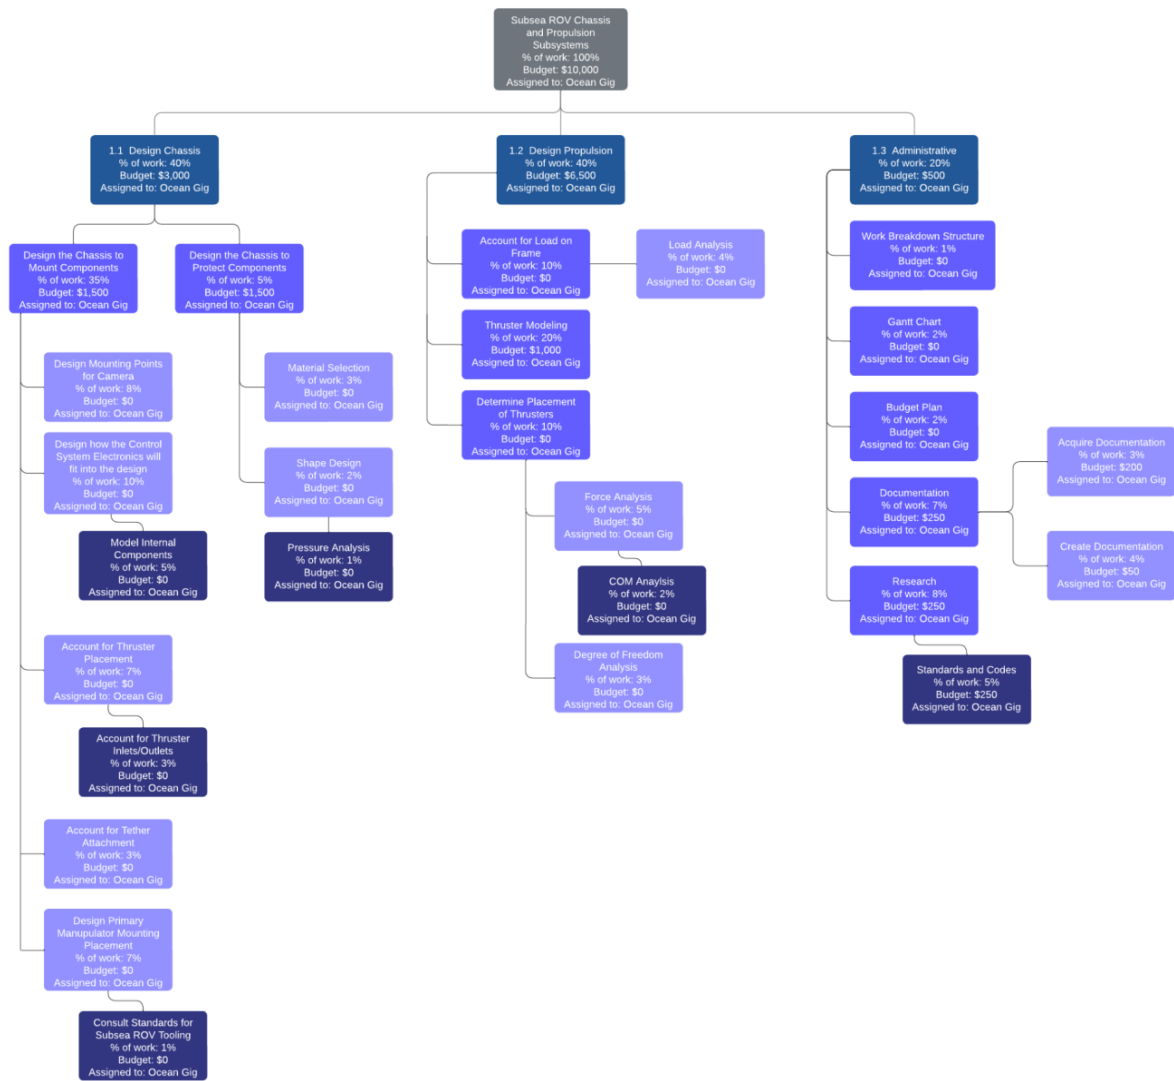 Subsea ROV Chassis
and Propulsion
Subsystems
% of work: 100%
Budget: $10,000
Assigned to: Ocean Gig
1.1 Design Chassis
% of work: 40%
Budget: $3,000
Assigned to: Ocean Gig
Design the Chassis to
Mount Components
% of work: 35%
Budget: $1,500
Assigned to: Ocean Gig
Design Mounting Points
for Camera
% of work: 8%
Budget: $0
Assigned to: Ocean Gig
Design how the Control
System Electronics will
fit into the design
% of work: 10%
Budget: $0
Assigned to: Ocean Gig
Model Internal
Components
% of work: 5%
Budget: $0
Assigned to: Ocean Gig
Account for Thruster
Placement
% of work: 7%
Budget: $0
Assigned to: Ocean Gig
Account for Thruster
Inlets/Outlets
% of work: 3%
Budget: $0
Assigned to: Ocean Gig
Account for Tether
Attachment
% of work: 3%
Budget: $0
Assigned to: Ocean Gig
Design Primary
Manupulator Mounting
Placement
% of work: 7%
Budget: $0
Assigned to: Ocean Gig
Consult Standards for
Subsea ROV Tooling
% of work: 1%
Budget: $0
Assigned to: Ocean Gig
Design the Chassis to
Protect Components
% of work: 5%
Budget: $1,500
Assigned to: Ocean Gig
Material Selection
% of work: 3%
Budget: $0
Assigned to: Ocean Gig
Shape Design
% of work: 2%
Budget: $0
Assigned to: Ocean Gig
Pressure Analysis
% of work: 1%
Budget: $0
Assigned to: Ocean Gig
1.2 Design Propulsion
% of work: 40%
Budget: $6,500
Assigned to: Ocean Gig
Account for Load on
Frame
% of work: 10%
Budget: $0
Assigned to: Ocean Gig
Load Analysis
% of work: 4%
Budget: $0
Assigned to: Ocean Gig
Thruster Modeling
% of work: 20%
Budget: $1,000
Assigned to: Ocean Gig
Determine Placement
of Thrusters
% of work: 10%
Budget: $0
Assigned to: Ocean Gig
Force Analysis
% of work: 5%
Budget: $0
Assigned to: Ocean Gig
COM Anaylsis
% of work: 2%
Budget: $0
Assigned to: Ocean Gig
Degree of Freedom
Analysis
% of work: 3%
Budget: $0
Assigned to: Ocean Gig
1.3 Administrative
% of work: 20%
Budget: $500
Assigned to: Ocean Gig
Work Breakdown Structure
% of work: 1%
Budget: $0
Assigned to: Ocean Gig
Gantt Chart
% of work: 2%
Budget: $0
Assigned to: Ocean Gig
Budget Plan
% of work: 2%
Budget: $0
Assigned to: Ocean Gig
Documentation
% of work: 7%
Budget: $250
Assigned to: Ocean Gig
Acquire Documentation
% of work: 3%
Budget: $200
Assigned to: Ocean Gig
Create Documentation
% of work: 4%
Budget: $50
Assigned to: Ocean Gig
Research
% of work: 8%
Budget: $250
Assigned to: Ocean Gig
Standards and Codes
% of work: 5%
Budget: $250
Assigned to: Ocean Gig